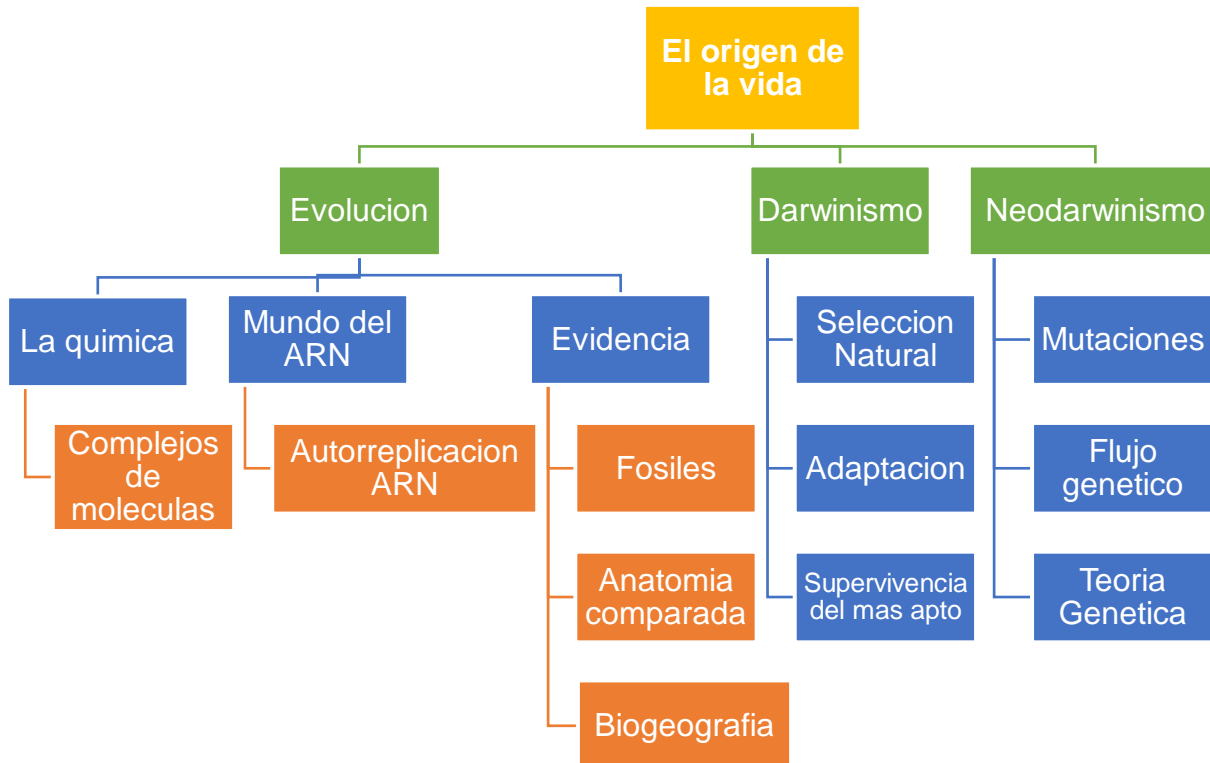 El origen de
la vida
Evolucion
Darwinismo
Neodarwinismo
La quimica
Mundo del
ARN
Evidencia
Seleccion
Natural
Mutaciones
Complejos
de
moleculas
Autorreplicacion
ARN
Fosiles
Adaptacion
Flujo
genetico
Anatomia
comparada
Supervivencia
del mas apto
Teoria
Genetica
Biogeografia